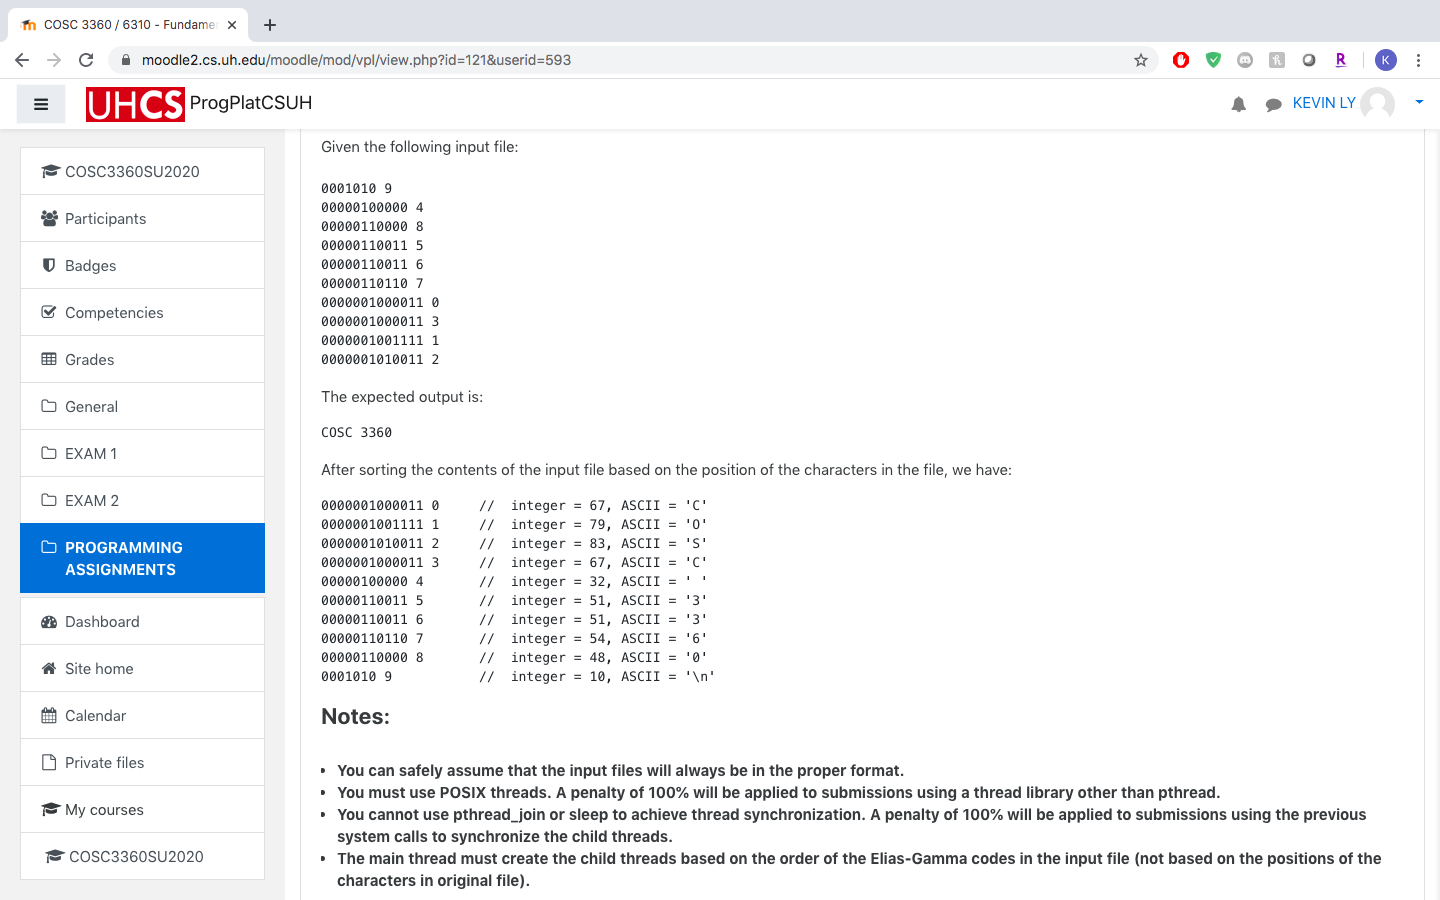 COSC 3360 / 6310 - Fundame
moodle2.cs.uh.edu/moodle/mod/vpl/view.php?id=121&userid=593
K
UHCS ProgPlatCSUH
KEVIN LY
COSC3360SU2020
Participants
Badges
Competencies
Grades
General
EXAM 1
EXAM 2
PROGRAMMING
ASSIGNMENTS
Dashboard
Site home
Calendar
Private files
My courses
COSC3360SU2020
Given the following input file:
0001010 9
00000100000 4
00000110000 8
00000110011 5
00000110011 6
00000110110 7
0000001000011 0
0000001000011 3
0000001001111 1
0000001010011 2
The expected output is:
COSC 3360
After sorting the contents of the input file based on the position of the characters in the file, we have:
0000001000011 0     //  integer = 67, ASCII = 'C'
0000001001111 1     //  integer = 79, ASCII = 'O'
0000001010011 2     //  integer = 83, ASCII = 'S'
0000001000011 3     //  integer = 67, ASCII = 'C'
00000100000 4       //  integer = 32, ASCII = ' '
00000110011 5       //  integer = 51, ASCII = '3'
00000110011 6       //  integer = 51, ASCII = '3'
00000110110 7       //  integer = 54, ASCII = '6'
00000110000 8       //  integer = 48, ASCII = '0'
0001010 9           //  integer = 10, ASCII = '\n'
Notes:
• You can safely assume that the input files will always be in the proper format.
• You must use POSIX threads. A penalty of 100% will be applied to submissions using a thread library other than pthread.
• You cannot use pthread_join or sleep to achieve thread synchronization. A penalty of 100% will be applied to submissions using the previous
system calls to synchronize the child threads.
• The main thread must create the child threads based on the order of the Elias-Gamma codes in the input file (not based on the positions of the
characters in original file).